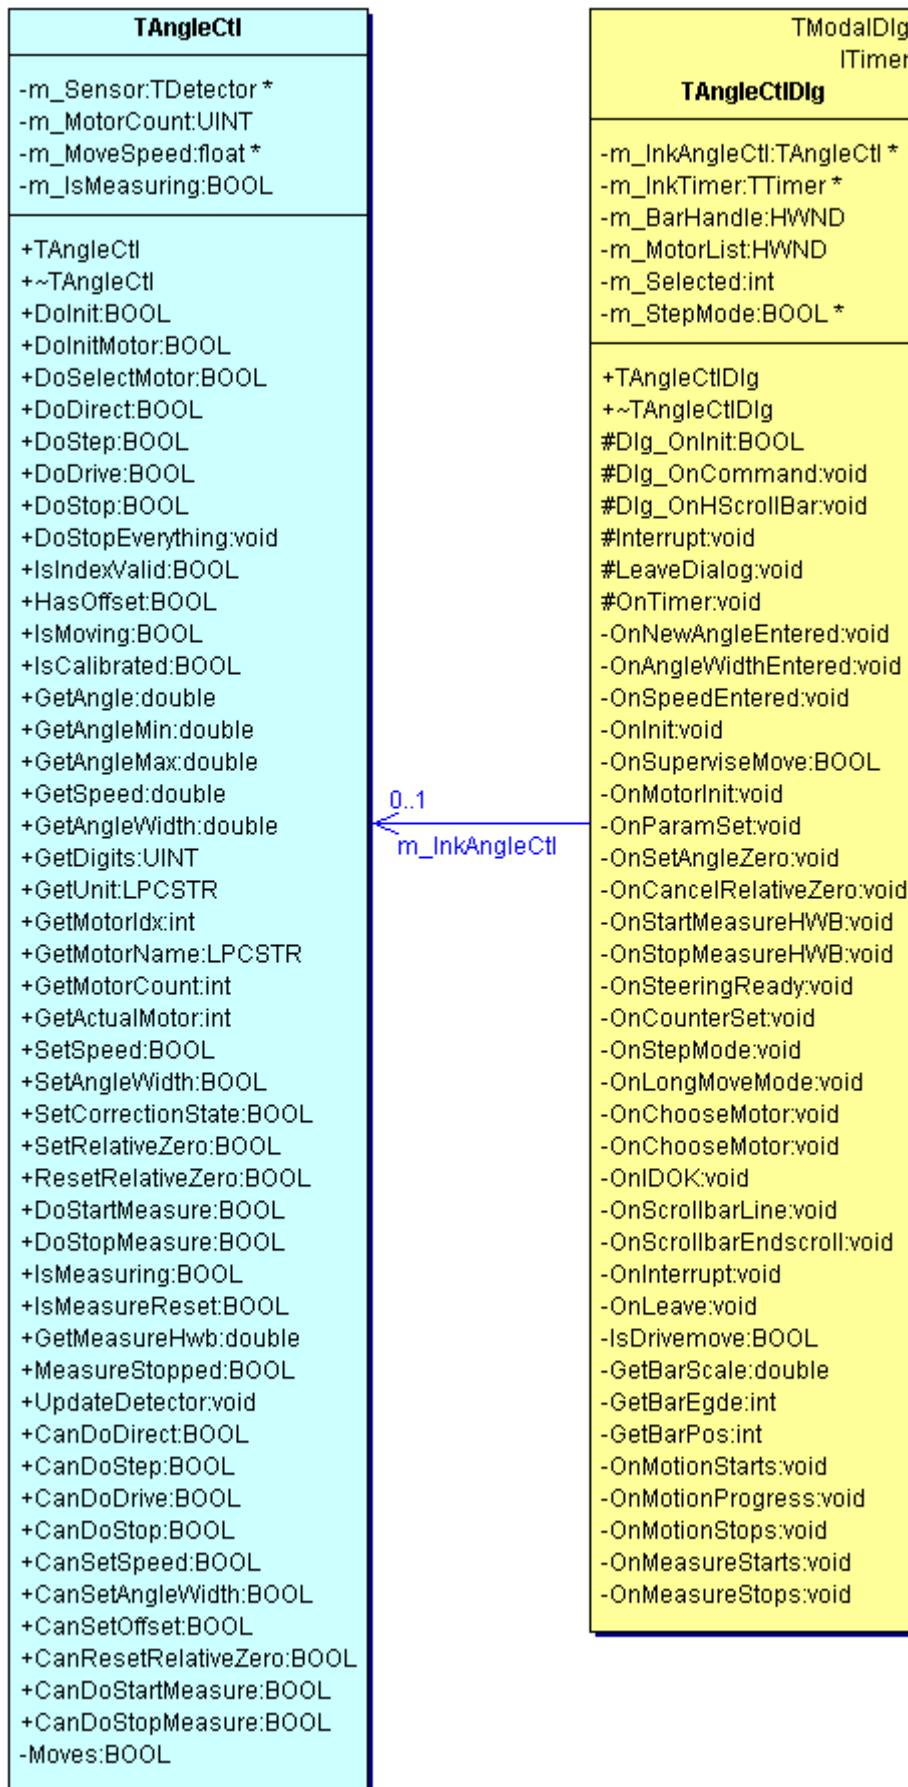 TAngleCtl
-m_Sensor:TDetector *
-m_MotorCount:UINT
-m_MoveSpeed:float *
-m_IsMeasuring:BOOL
+TAngleCtl
+~TAngleCtl
+DoInit:BOOL
+DoInitMotor:BOOL
+DoSelectMotor:BOOL
+DoDirect:BOOL
+DoStep:BOOL
+DoDrive:BOOL
+DoStop:BOOL
+DoStopEverything:void
+IsIndexValid:BOOL
+HasOffset:BOOL
+IsMoving:BOOL
+IsCalibrated:BOOL
+GetAngle:double
+GetAngleMin:double
+GetAngleMax:double
+GetSpeed:double
+GetAngleWidth:double
+GetDigits:UINT
+GetUnit:LPCSTR
+GetMotorIdx:int
+GetMotorName:LPCSTR
+GetMotorCount:int
+GetActualMotor:int
+SetSpeed:BOOL
+SetAngleWidth:BOOL
+SetCorrectionState:BOOL
+SetRelativeZero:BOOL
+ResetRelativeZero:BOOL
+DoStartMeasure:BOOL
+DoStopMeasure:BOOL
+IsMeasuring:BOOL
+IsMeasureReset:BOOL
+GetMeasureHwb:double
+MeasureStopped:BOOL
+UpdateDetector:void
+CanDoDirect:BOOL
+CanDoStep:BOOL
+CanDoDrive:BOOL
+CanDoStop:BOOL
+CanSetSpeed:BOOL
+CanSetAngleWidth:BOOL
+CanSetOffset:BOOL
+CanResetRelativeZero:BOOL
+CanDoStartMeasure:BOOL
+CanDoStopMeasure:BOOL
-Moves:BOOL
0..1
m_lnkAngleCtl
TModalDlg
ITimer
TAngleCtlDlg
-m_lnkAngleCtl:TAngleCtl *
-m_lnkTimer:TTimer *
-m_BarHandle:HWND
-m_MotorList:HWND
-m_Selected:int
-m_StepMode:BOOL *
+TAngleCtlDlg
+~TAngleCtlDlg
#Dlg_OnInit:BOOL
#Dlg_OnCommand:void
#Dlg_OnHScrollBar:void
#Interrupt:void
#LeaveDialog:void
#OnTimer:void
-OnNewAngleEntered:void
-OnAngleWidthEntered:void
-OnSpeedEntered:void
-OnInit:void
-OnSuperviseMove:BOOL
-OnMotorInit:void
-OnParamSet:void
-OnSetAngleZero:void
-OnCancelRelativeZero:void
-OnStartMeasureHWB:void
-OnStopMeasureHWB:void
-OnSteeringReady:void
-OnCounterSet:void
-OnStepMode:void
-OnLongMoveMode:void
-OnChooseMotor:void
-OnChooseMotor:void
-OnIDOK:void
-OnScrollbarLine:void
-OnScrollbarEndscroll:void
-OnInterrupt:void
-OnLeave:void
-IsDrivemove:BOOL
-GetBarScale:double
-GetBarEgde:int
-GetBarPos:int
-OnMotionStarts:void
-OnMotionProgress:void
-OnMotionStops:void
-OnMeasureStarts:void
-OnMeasureStops:void